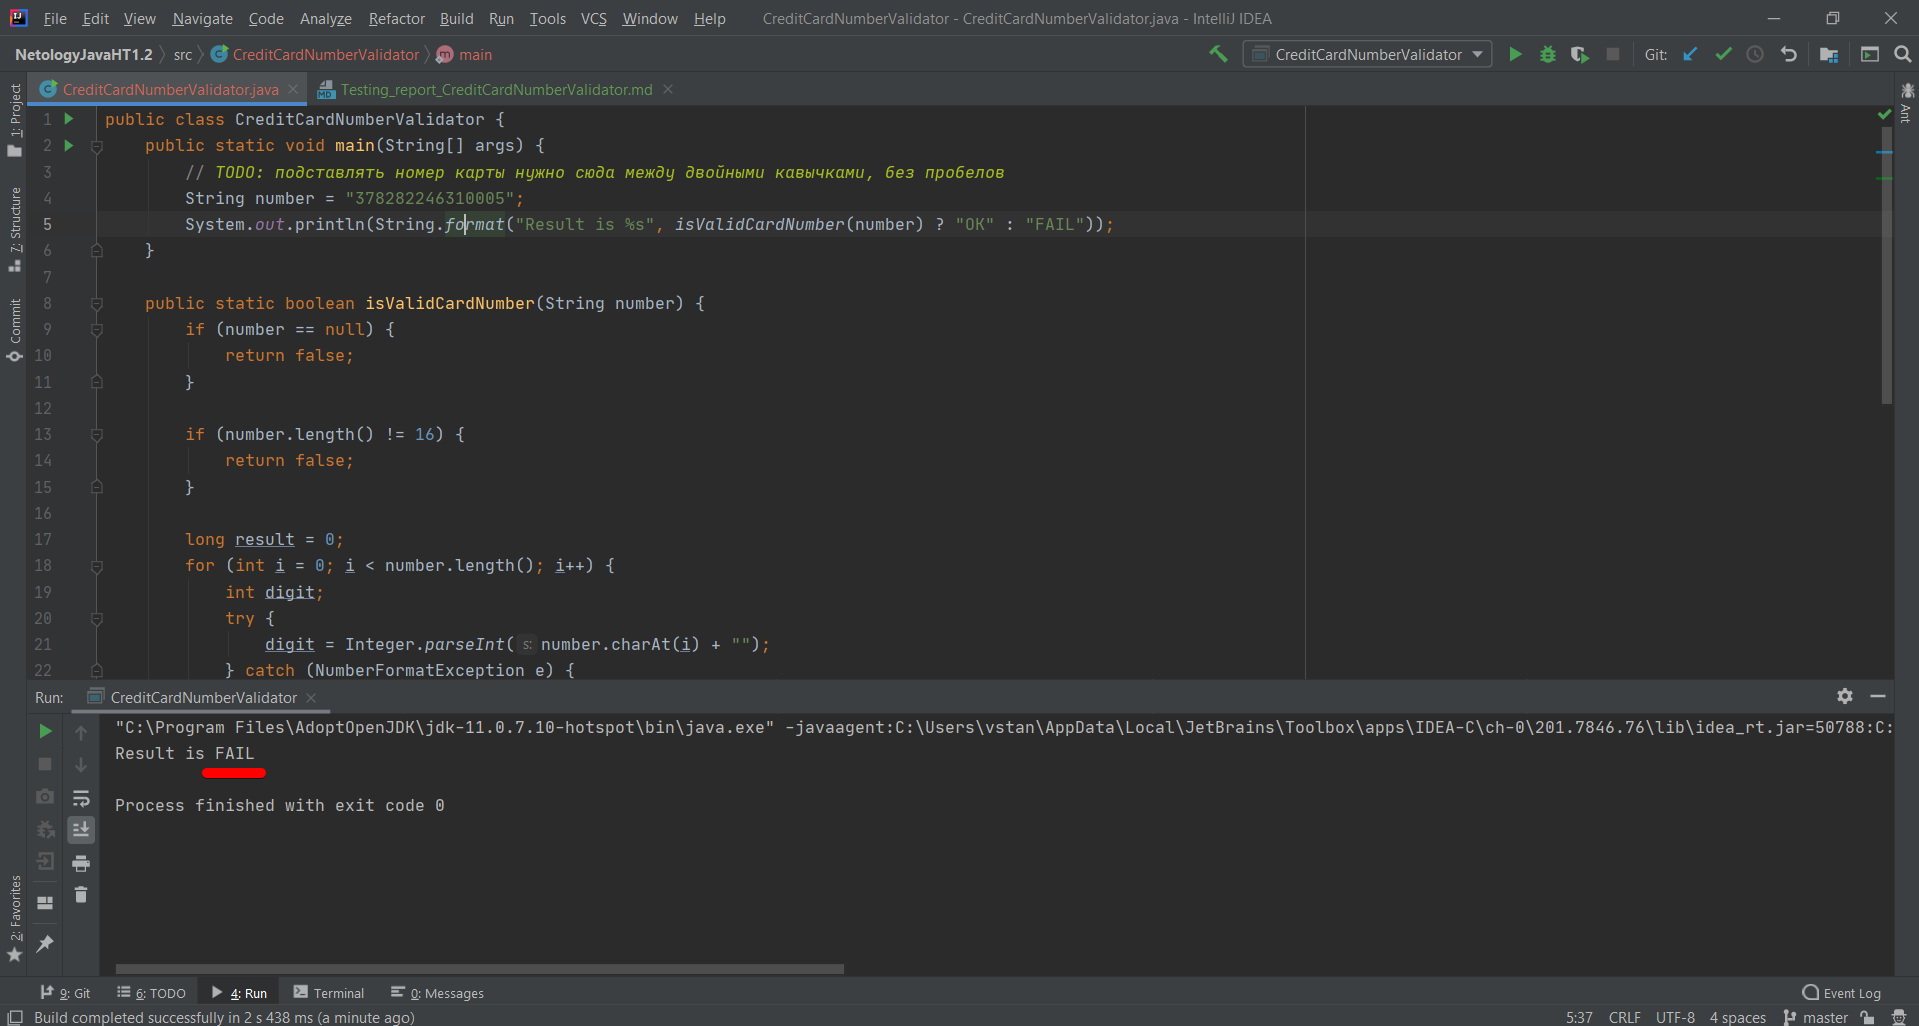 File Edit View Navigate Code Analyze Refactor Build Run Tools VCS Window Help CreditCardNumberValidator - CreditCardNumberValidator.java - IntelliJ IDEA
NetologyJavaHT1.2 src CreditCardNumberValidator main CreditCardNumberValidator Git:
CreditCardNumberValidator.java Testing_report_CreditCardNumberValidator.md
1: Project
7: Structure
Commit
2: Favorites
Ant
1 public class CreditCardNumberValidator {
2 public static void main(String[] args) {
3 // TODO: подставлять номер карты нужно сюда между двойными кавычками, без пробелов
4 String number = "378282246310005";
5 System.out.println(String.format("Result is %s", isValidCardNumber(number) ? "OK" : "FAIL"));
6 }
7
8 public static boolean isValidCardNumber(String number) {
9 if (number == null) {
10 return false;
11 }
12
13 if (number.length() != 16) {
14 return false;
15 }
16
17 long result = 0;
18 for (int i = 0; i < number.length(); i++) {
19 int digit;
20 try {
21 digit = Integer.parseInt( s: number.charAt(i) + "");
22 } catch (NumberFormatException e) {
Run: CreditCardNumberValidator
"C:\Program Files\AdoptOpenJDK\jdk-11.0.7.10-hotspot\bin\java.exe" -javaagent:C:\Users\vstan\AppData\Local\JetBrains\Toolbox\apps\IDEA-C\ch-0\201.7846.76\lib\idea_rt.jar=50788:C:
Result is FAIL
Process finished with exit code 0
9: Git 6: TODO 4: Run Terminal 0: Messages Event Log
Build completed successfully in 2 s 438 ms (a minute ago) 5:37 CRLF UTF-8 4 spaces master